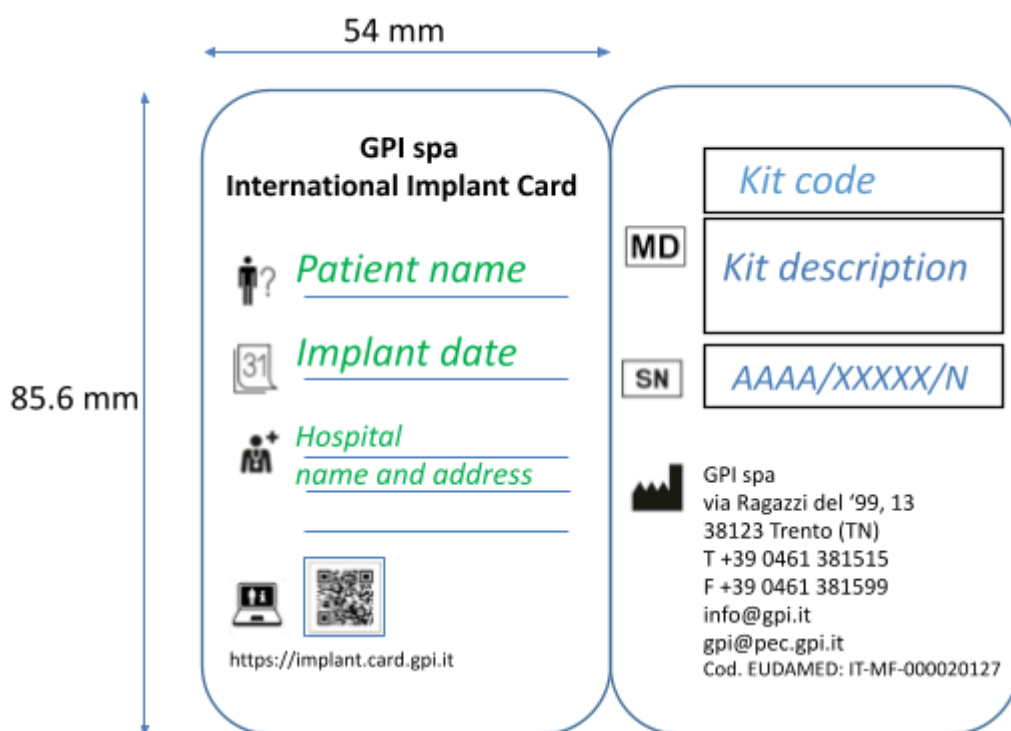 54 mm
85.6 mm
GPI spa
International Implant Card
?
Patient name
31
Implant date
Hospital
name and address
https://implant.card.gpi.it
Kit code
MD
Kit description
SN
AAAA/XXXXX/N
GPI spa
via Ragazzi del ‘99, 13
38123 Trento (TN)
T +39 0461 381515
F +39 0461 381599
info@gpi.it
gpi@pec.gpi.it
Cod. EUDAMED: IT-MF-000020127